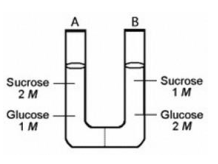 A B
Sucrose Sucrose
2 M 1 M
Glucose Glucose
1 M 2 M